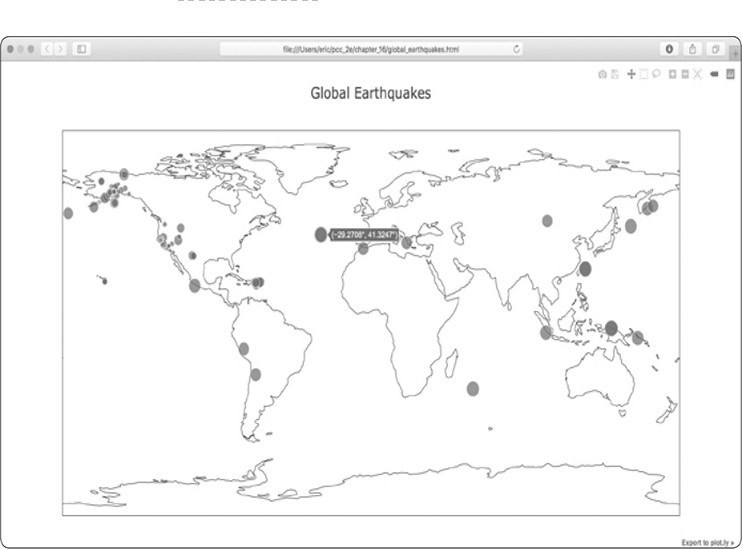 file:///Users/eric/pcc_2e/chapter_16/global_earthquakes.html
Global Earthquakes
(−29.2708°, 41.3247°)
Export to plot.ly »